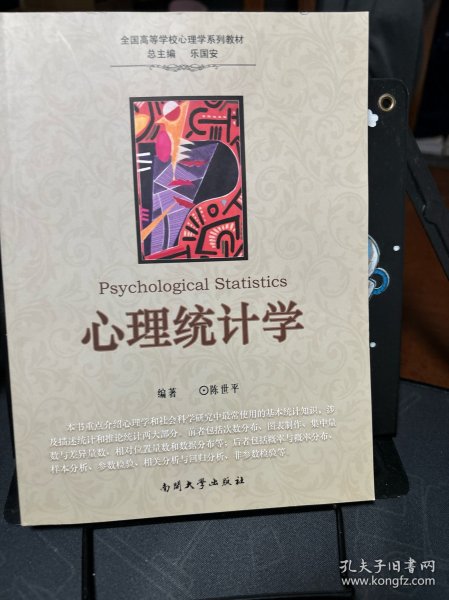 全国高等学校心理学系列教材
总主编 乐国安
Psychological Statistics
心理统计学
编著 ⊙陈世平
本书重点介绍心理学和社会科学研究中最常使用的基本统计知识，涉
及描述统计和推论统计两大部分。前者包括次数分布、图表制作、集中量
数与差异量数、相对位置量数和数据分布等；后者包括概率与概率分布、
样本分析、参数检验、相关分析与回归分析、非参数检验等。
南開大学出版社
孔夫子旧书网
www.kongfz.com